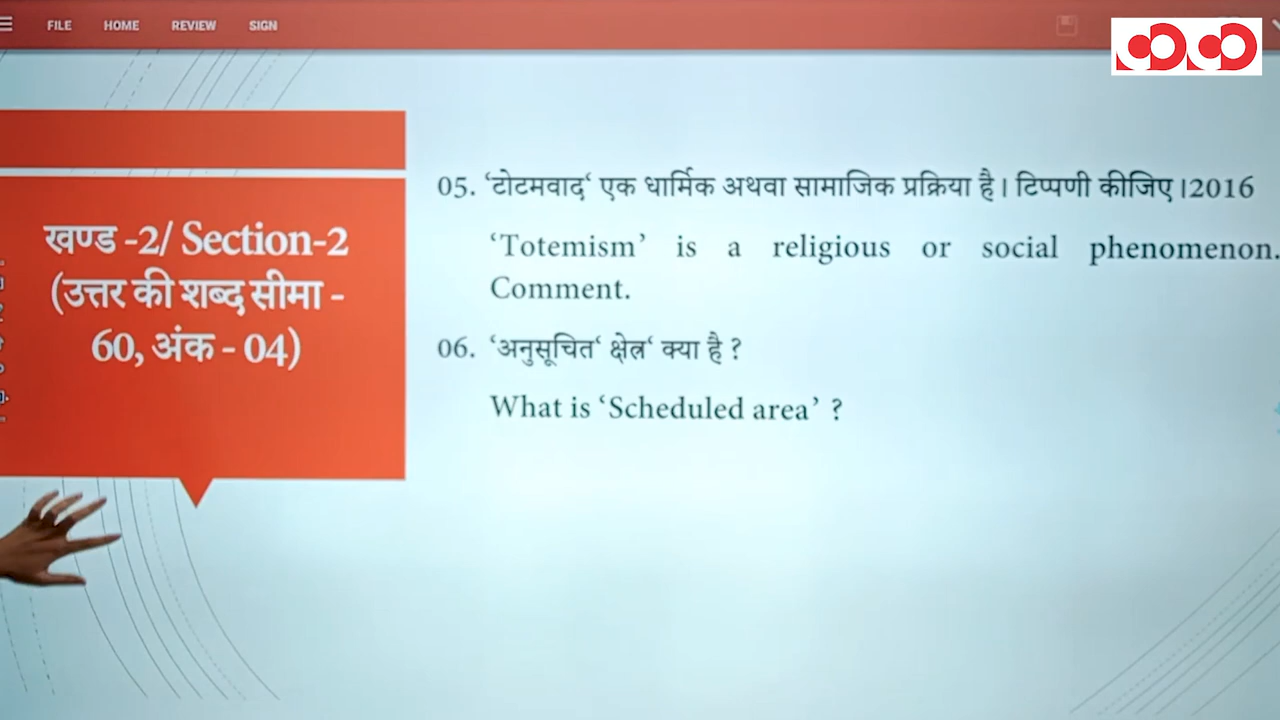 FILE HOME REVIEW SIGN
खण्ड -2/ Section-2
(उत्तर की शब्द सीमा -
60, अंक - 04)
05. ‘टोटमवाद‘ एक धार्मिक अथवा सामाजिक प्रक्रिया है। टिप्पणी कीजिए।2016
‘Totemism’ is a religious or social phenomenon.
Comment.
06. ‘अनुसूचित‘ क्षेत्र‘ क्या है ?
What is ‘Scheduled area’ ?